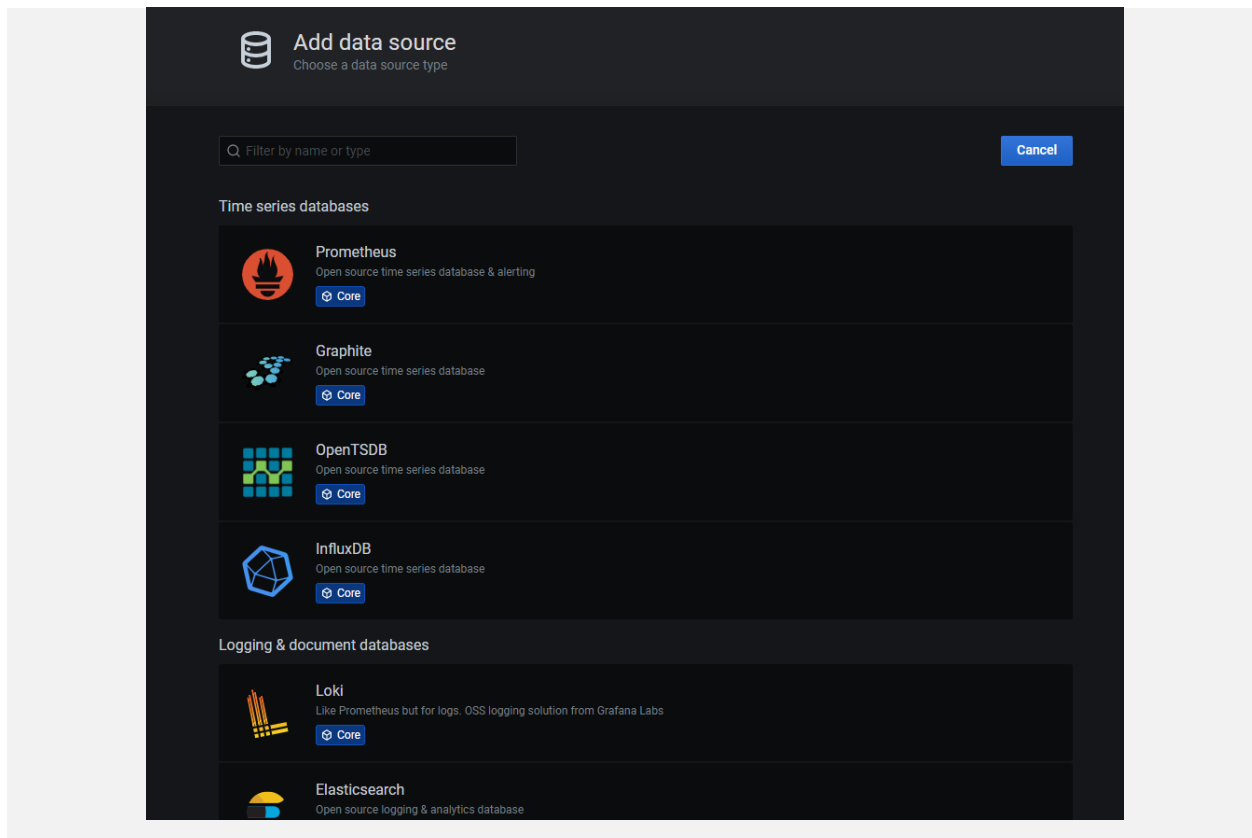 Add data source
Choose a data source type
Filter by name or type
Cancel
Time series databases
Prometheus
Open source time series database & alerting
Core
Graphite
Open source time series database
Core
OpenTSDB
Open source time series database
Core
InfluxDB
Open source time series database
Core
Logging & document databases
Loki
Like Prometheus but for logs. OSS logging solution from Grafana Labs
Core
Elasticsearch
Open source logging & analytics database